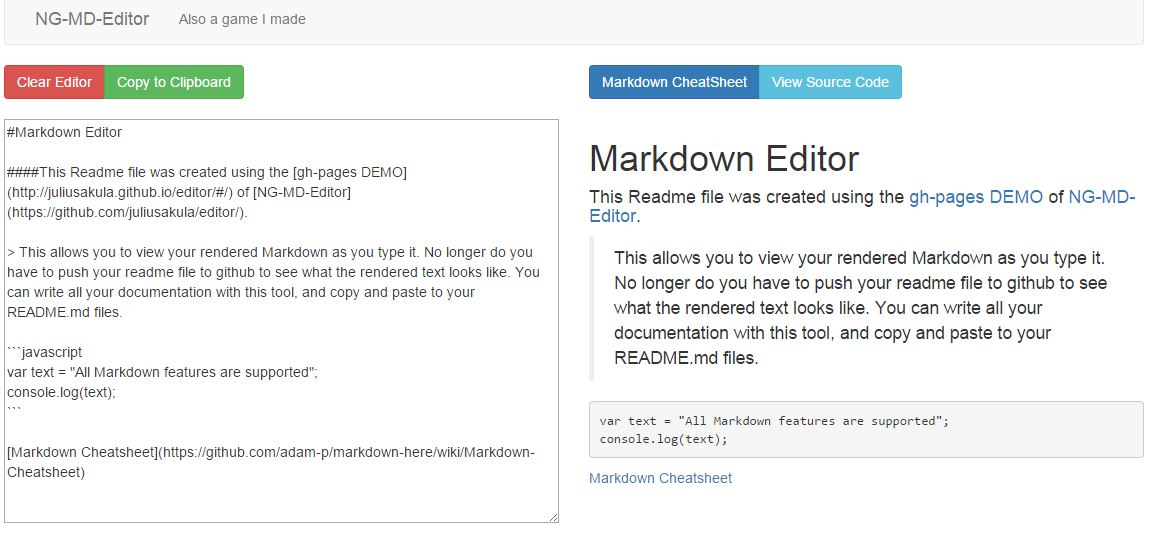 NG-MD-Editor Also a game I made
Clear Editor Copy to Clipboard
Markdown CheatSheet View Source Code
#Markdown Editor
####This Readme file was created using the [gh-pages DEMO]
(http://juliusakula.github.io/editor/#/) of [NG-MD-Editor]
(https://github.com/juliusakula/editor/).
> This allows you to view your rendered Markdown as you type it. No longer do you
have to push your readme file to github to see what the rendered text looks like. You
can write all your documentation with this tool, and copy and paste to your
README.md files.
```javascript
var text = "All Markdown features are supported";
console.log(text);
```
[Markdown Cheatsheet](https://github.com/adam-p/markdown-here/wiki/Markdown-
Cheatsheet)
Markdown Editor
This Readme file was created using the gh-pages DEMO of NG-MD-
Editor.
This allows you to view your rendered Markdown as you type it.
No longer do you have to push your readme file to github to see
what the rendered text looks like. You can write all your
documentation with this tool, and copy and paste to your
README.md files.
var text = "All Markdown features are supported";
console.log(text);
Markdown Cheatsheet